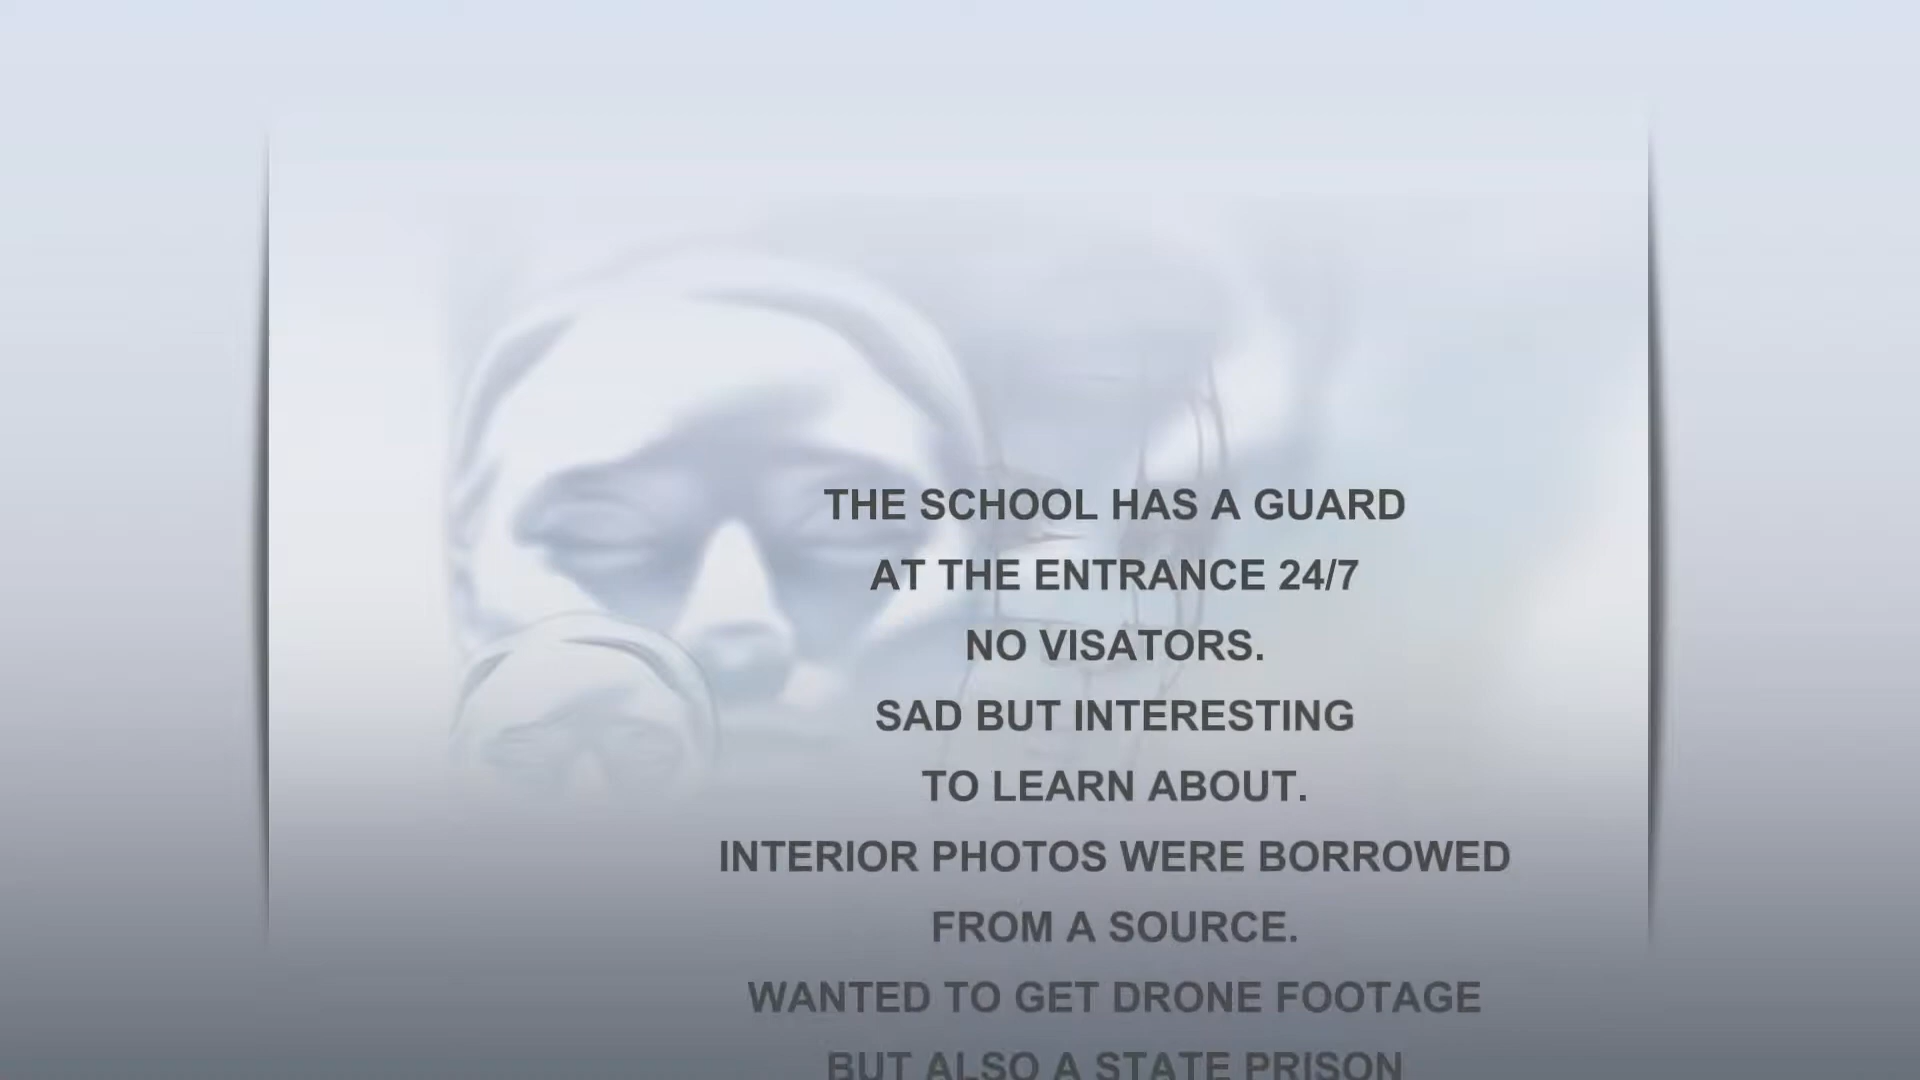 THE SCHOOL HAS A GUARD
AT THE ENTRANCE 24/7
NO VISATORS.
SAD BUT INTERESTING
TO LEARN ABOUT.
INTERIOR PHOTOS WERE BORROWED
FROM A SOURCE.
WANTED TO GET DRONE FOOTAGE
BUT ALSO A STATE PRISON